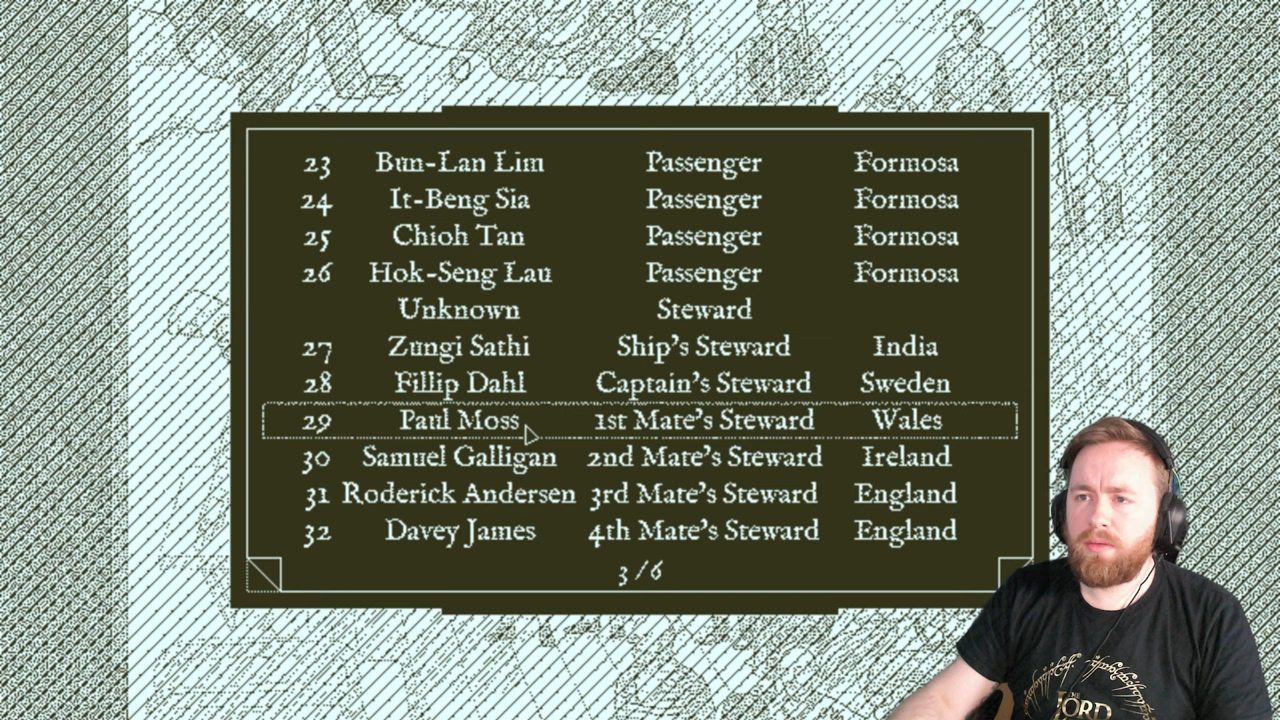 23 Bun-Lan Lim Passenger Formosa
24 It-Beng Sia Passenger Formosa
25 Chioh Tan Passenger Formosa
26 Hok-Seng Lau Passenger Formosa
Unknown Steward
27 Zungi Sathi Ship's Steward India
28 Fillip Dahl Captain's Steward Sweden
29 Paul Moss 1st Mate's Steward Wales
30 Samuel Galligan 2nd Mate's Steward Ireland
31 Roderick Andersen 3rd Mate's Steward England
32 Davey James 4th Mate's Steward England
3/6
THE
LORD